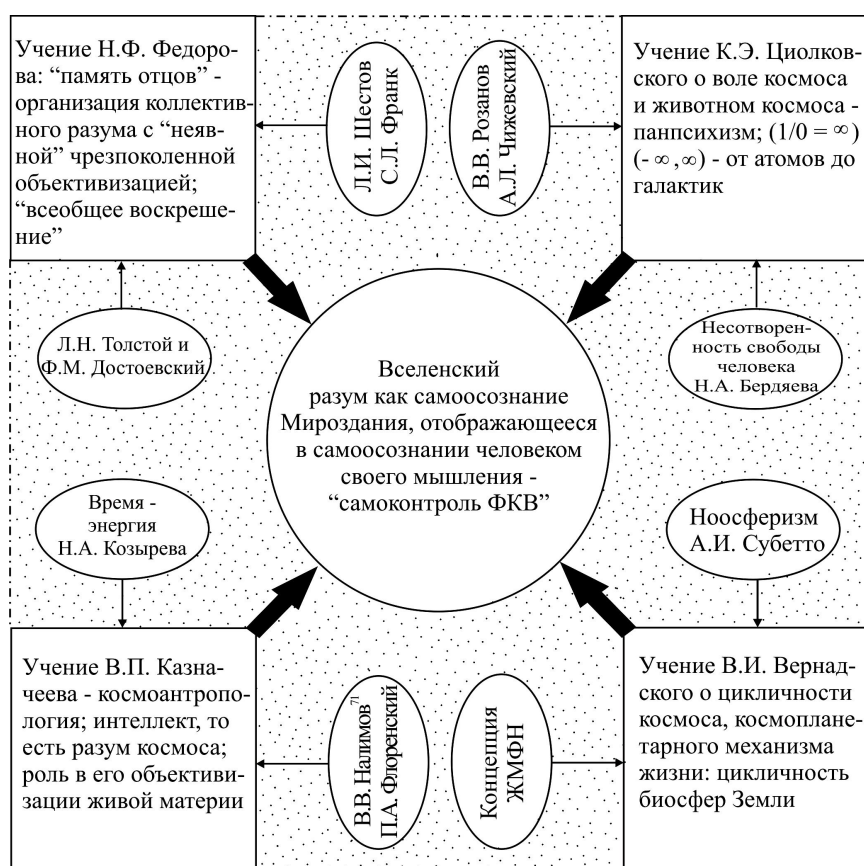 Учение Н.Ф. Федоро-
ва: “память отцов” -
организация коллектив-
ного разума с “неяв-
ной” чрезпоколенной
объективизацией;
“всеобщее воскреше-
ние”
Л.И. Шестов
С.Л. Франк
В.В. Розанов
А.Л. Чижевский
Учение К.Э. Циолков-
ского о воле космоса
и животном космоса -
панпсихизм; (1/0 = ∞)
(- ∞, ∞) - от атомов до
галактик
Л.Н. Толстой и
Ф.М. Достоевский
Несотворен-
ность свободы
человека
Н.А. Бердяева
Вселенский
разум как самоосознание
Мироздания, отображающееся
в самоосознании человеком
своего мышления -
“самоконтроль ФКВ”
Время -
энергия
Н.А. Козырева
Ноосферизм
А.И. Субетто
Учение В.П. Казна-
чеева - космоантропо-
логия; интеллект, то
есть разум космоса;
роль в его объективи-
зации живой материи
В.В. Налимов71
П.А. Флоренский
Концепция
ЖМФН
Учение В.И. Вернад-
ского о цикличности
космоса, космоплане-
тарного механизма
жизни: цикличность
биосфер Земли